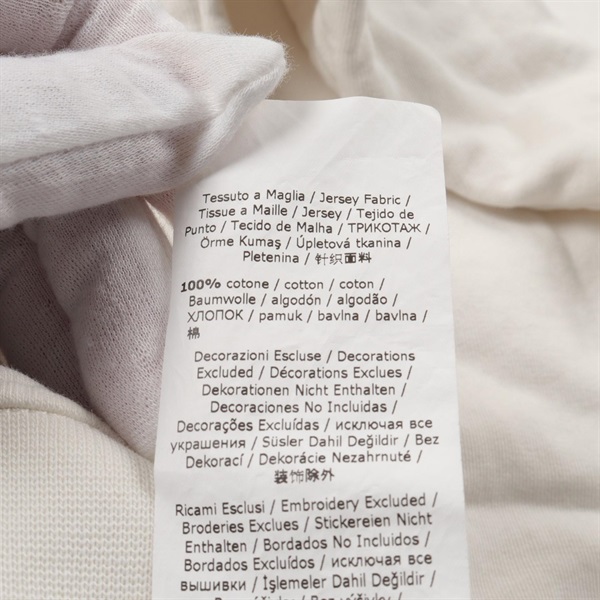 Tessuto a Maglia / Jersey Fabric /
Tissue a Maille / Jersey / Tejido de
Punto / Tecido de Malha / ТРИКОТАЖ /
Örme Kumaş / Úpletová tkanina /
Pletenina / 针织面料
100% cotone / cotton / coton /
Baumwolle / algodón / algodão /
ХЛОПОК / pamuk / bavlna / bavlna /
棉
Decorazioni Escluse / Decorations
Excluded / Décorations Exclues /
Dekorationen Nicht Enthalten /
Decoraciones No Incluidas /
Decorações Excluídas / исключая все
украшения / Süsler Dahil Değildir / Bez
Dekorací / Dekorácie Nezahrnuté /
装饰除外
Ricami Esclusi / Embroidery Excluded /
Broderies Exclues / Stickereien Nicht
Enthalten / Bordados No Incluidos /
Bordados Excluídos / исключая все
вышивки / İşlemeler Dahil Değildir /